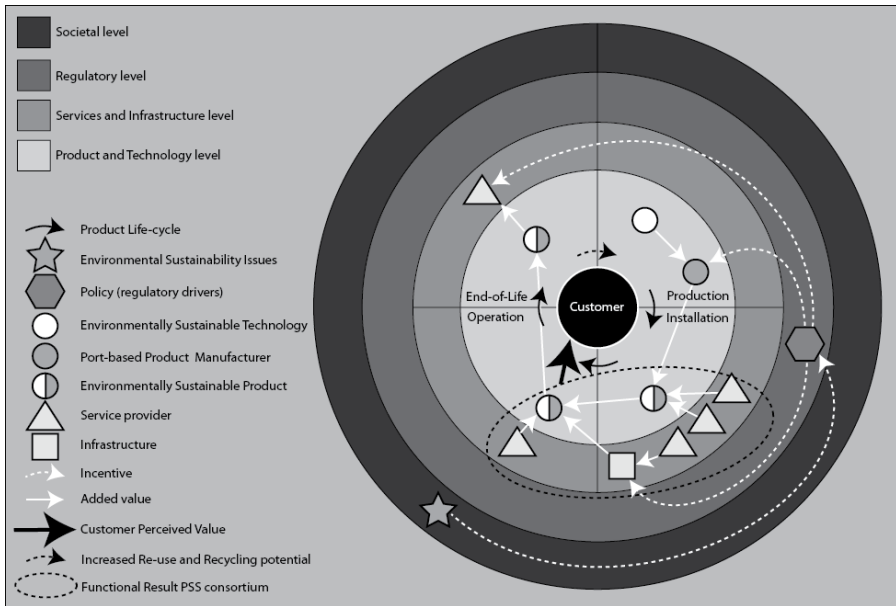 Societal level
Regulatory level
Services and Infrastructure level
Product and Technology level
Product Life-cycle
Environmental Sustainability Issues
Policy (regulatory drivers)
Environmentally Sustainable Technology
Port-based Product Manufacturer
Environmentally Sustainable Product
Service provider
Infrastructure
Incentive
Added value
Customer Perceived Value
Increased Re-use and Recycling potential
Functional Result PSS consortium
End-of-Life
Operation
Customer
Production
Installation